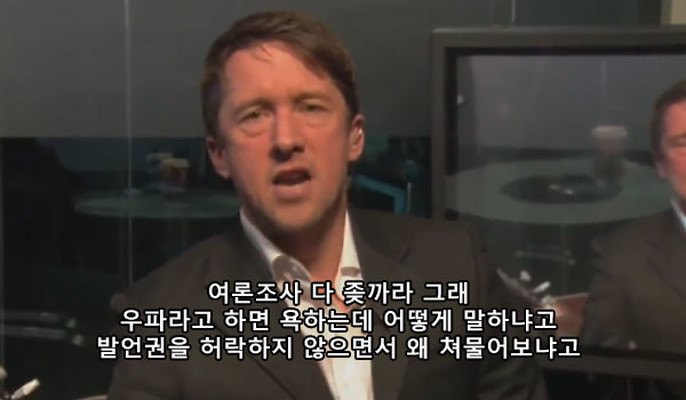 여론조사 다 좆까라 그래
우파라고 하면 욕하는데 어떻게 말하냐고
발언권을 허락하지 않으면서 왜 쳐물어보냐고